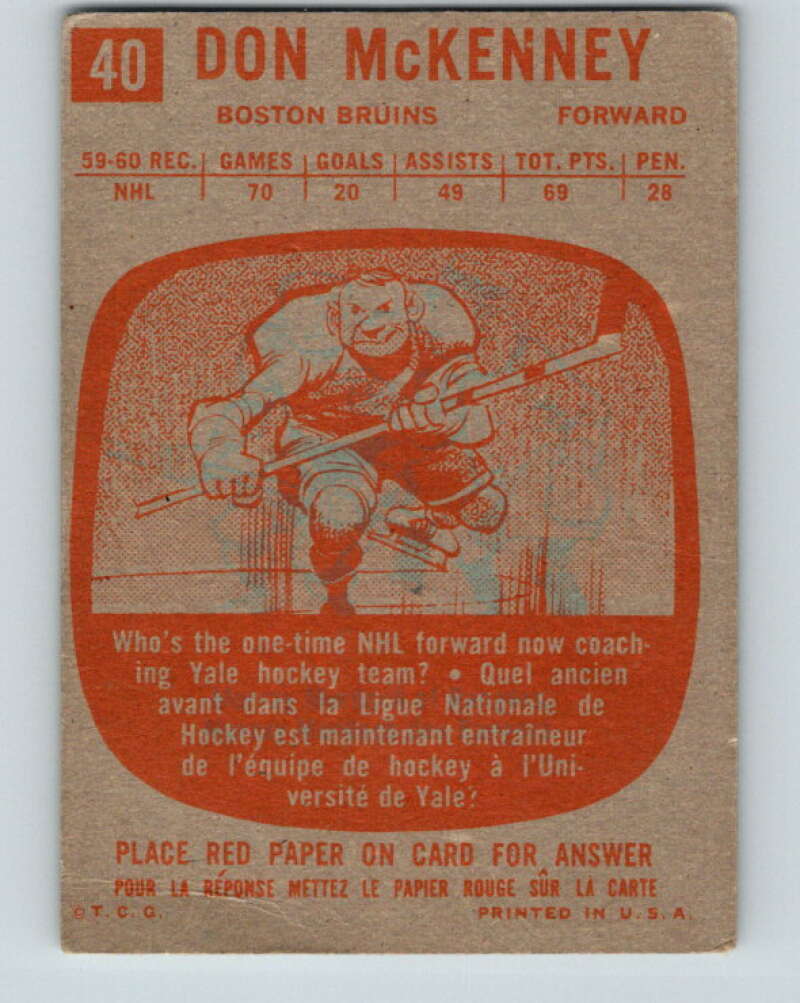 40 DON McKENNEY
BOSTON BRUINS FORWARD
59-60 REC. GAMES GOALS ASSISTS TOT. PTS. PEN.
NHL 70 20 49 69 28
Who's the one-time NHL forward now coach-
ing Yale hockey team? • Quel ancien
avant dans la Ligue Nationale de
Hockey est maintenant entraîneur
de l'équipe de hockey à l'Uni-
versité de Yale?
PLACE RED PAPER ON CARD FOR ANSWER
POUR LA RÉPONSE METTEZ LE PAPIER ROUGE SÛR LA CARTE
© T. C. G. PRINTED IN U. S. A.